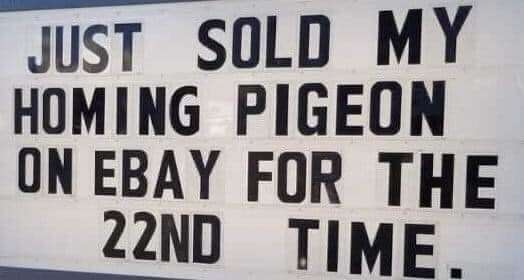 JUST SOLD MY
HOMING PIGEON
ON EBAY FOR THE
22ND TIME.